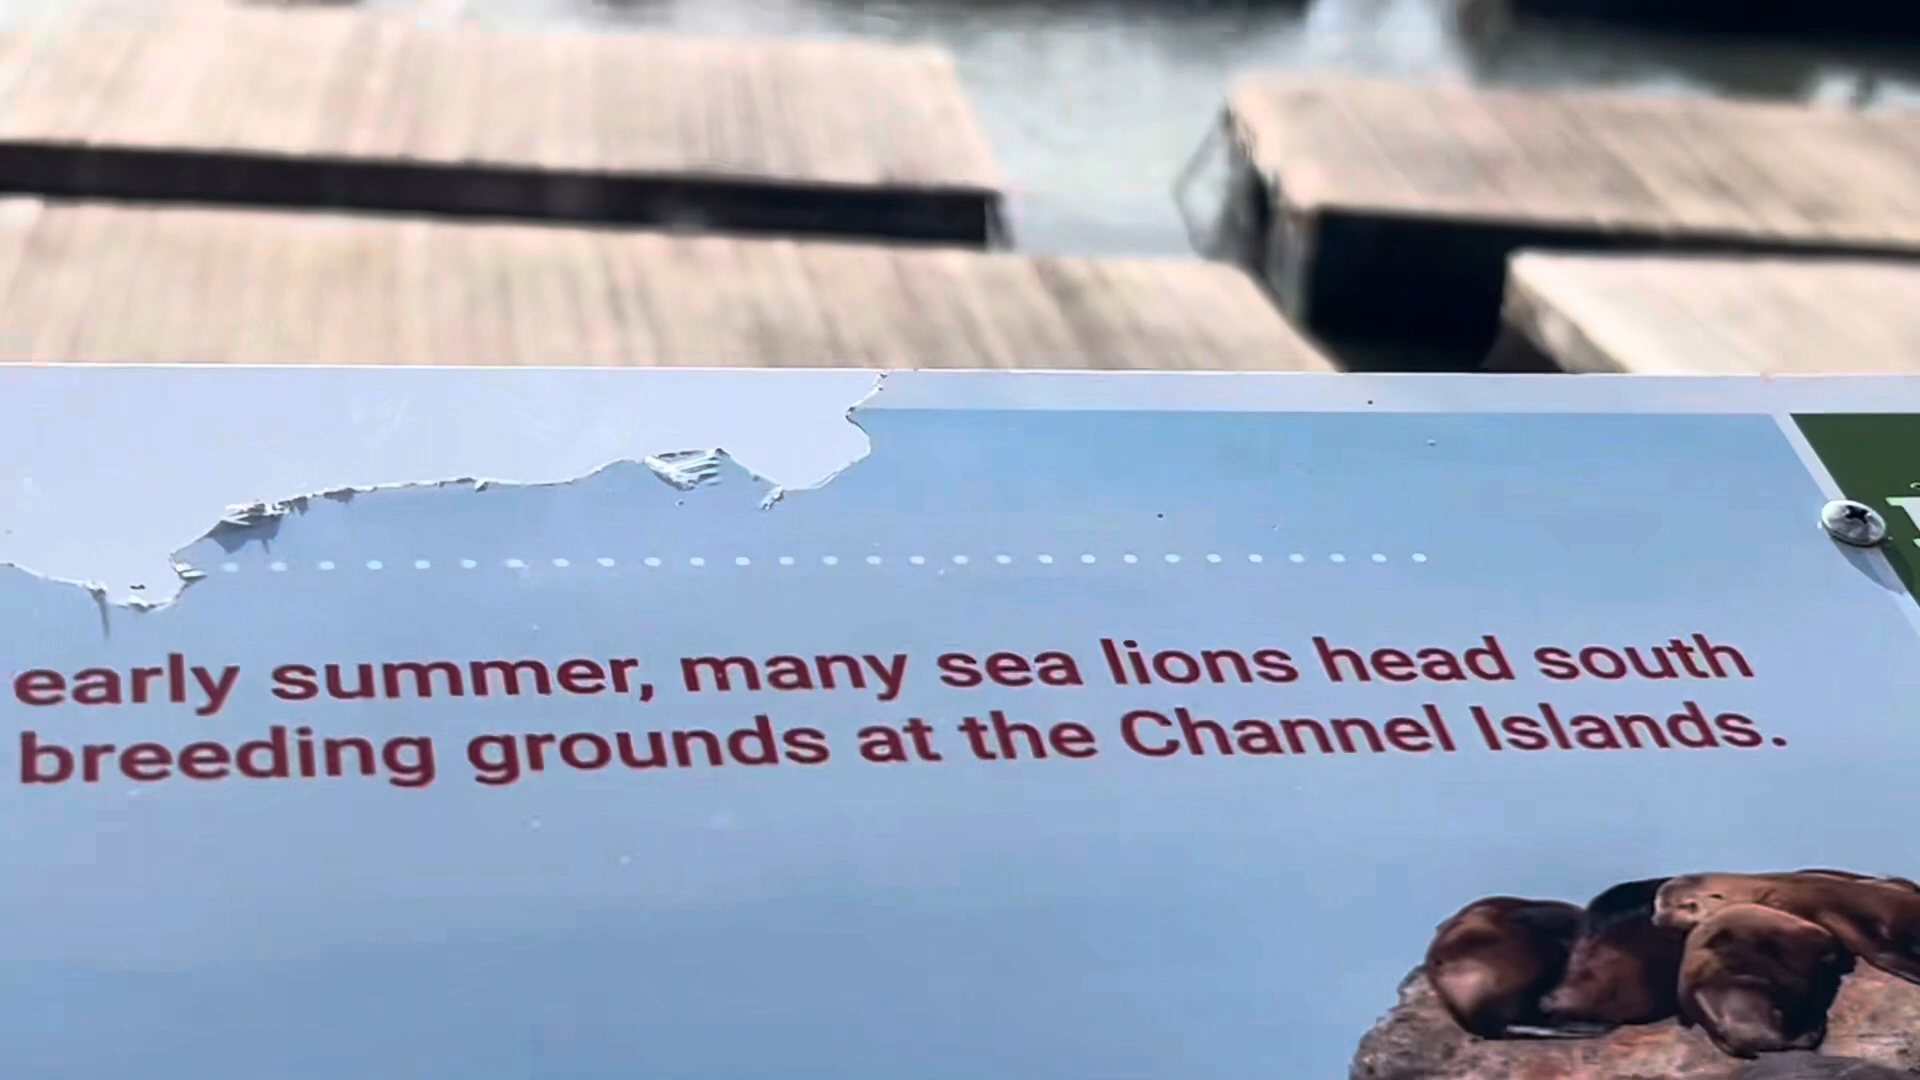 early summer, many sea lions head south
breeding grounds at the Channel Islands.